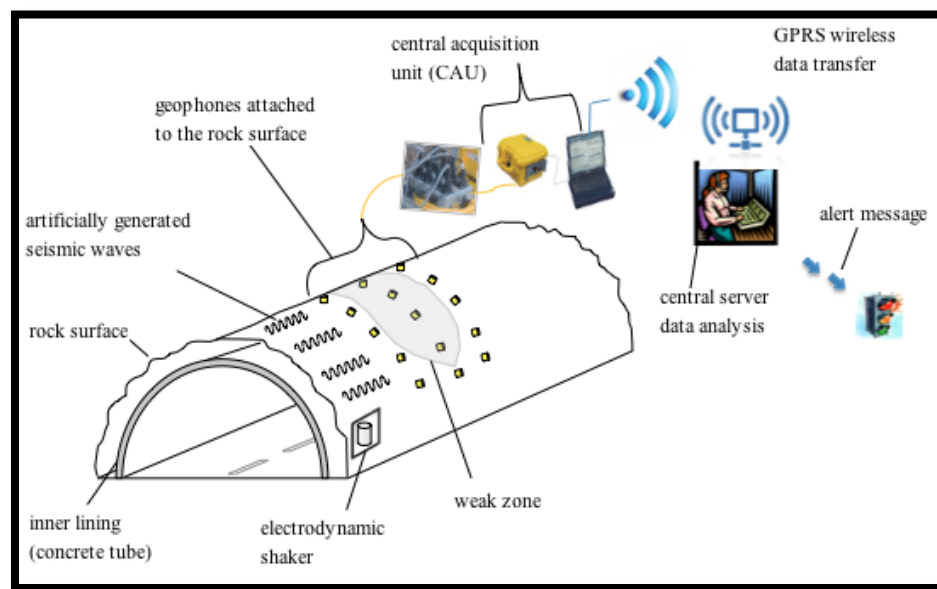 central acquisition
unit (CAU)
GPRS wireless
data transfer
geophones attached
to the rock surface
artificially generated
seismic waves
alert message
rock surface
central server
data analysis
weak zone
inner lining
(concrete tube)
electrodynamic
shaker